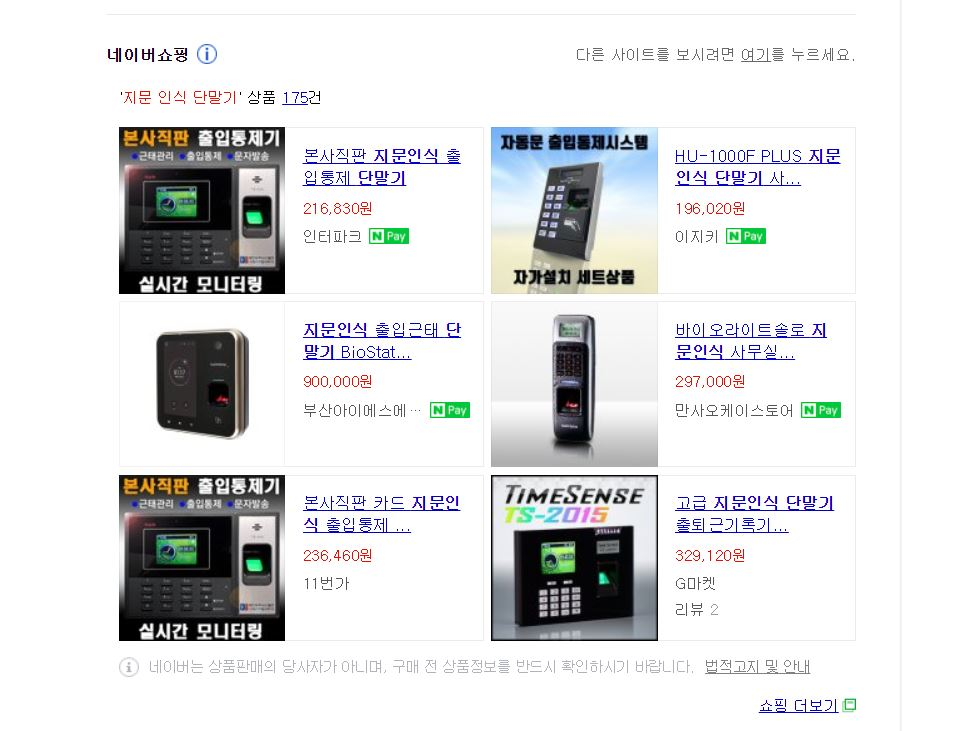 네이버쇼핑
다른 사이트를 보시려면 여기를 누르세요.
'지문 인식 단말기' 상품 175건
본사직판 출입통제기
●근태관리 ●출입통제 ●문자발송
실시간 모니터링
본사직판 지문인식 출
입통제 단말기
216,830원
인터파크 N Pay
자동문 출입통제시스템
자가설치 세트상품
HU-1000F PLUS 지문
인식 단말기 사...
196,020원
이지키 N Pay
지문인식 출입근태 단
말기 BioStat...
900,000원
부산아이에스에… N Pay
바이오라이트솔로 지
문인식 사무실...
297,000원
만사오케이스토어 N Pay
본사직판 출입통제기
●근태관리 ●출입통제 ●문자발송
실시간 모니터링
본사직판 카드 지문인
식 출입통제 ...
236,460원
11번가
TIMESENSE
TS-2015
고급 지문인식 단말기
출퇴근기록기...
329,120원
G마켓
리뷰 2
네이버는 상품판매의 당사자가 아니며, 구매 전 상품정보를 반드시 확인하시기 바랍니다. 법적고지 및 안내
쇼핑 더보기